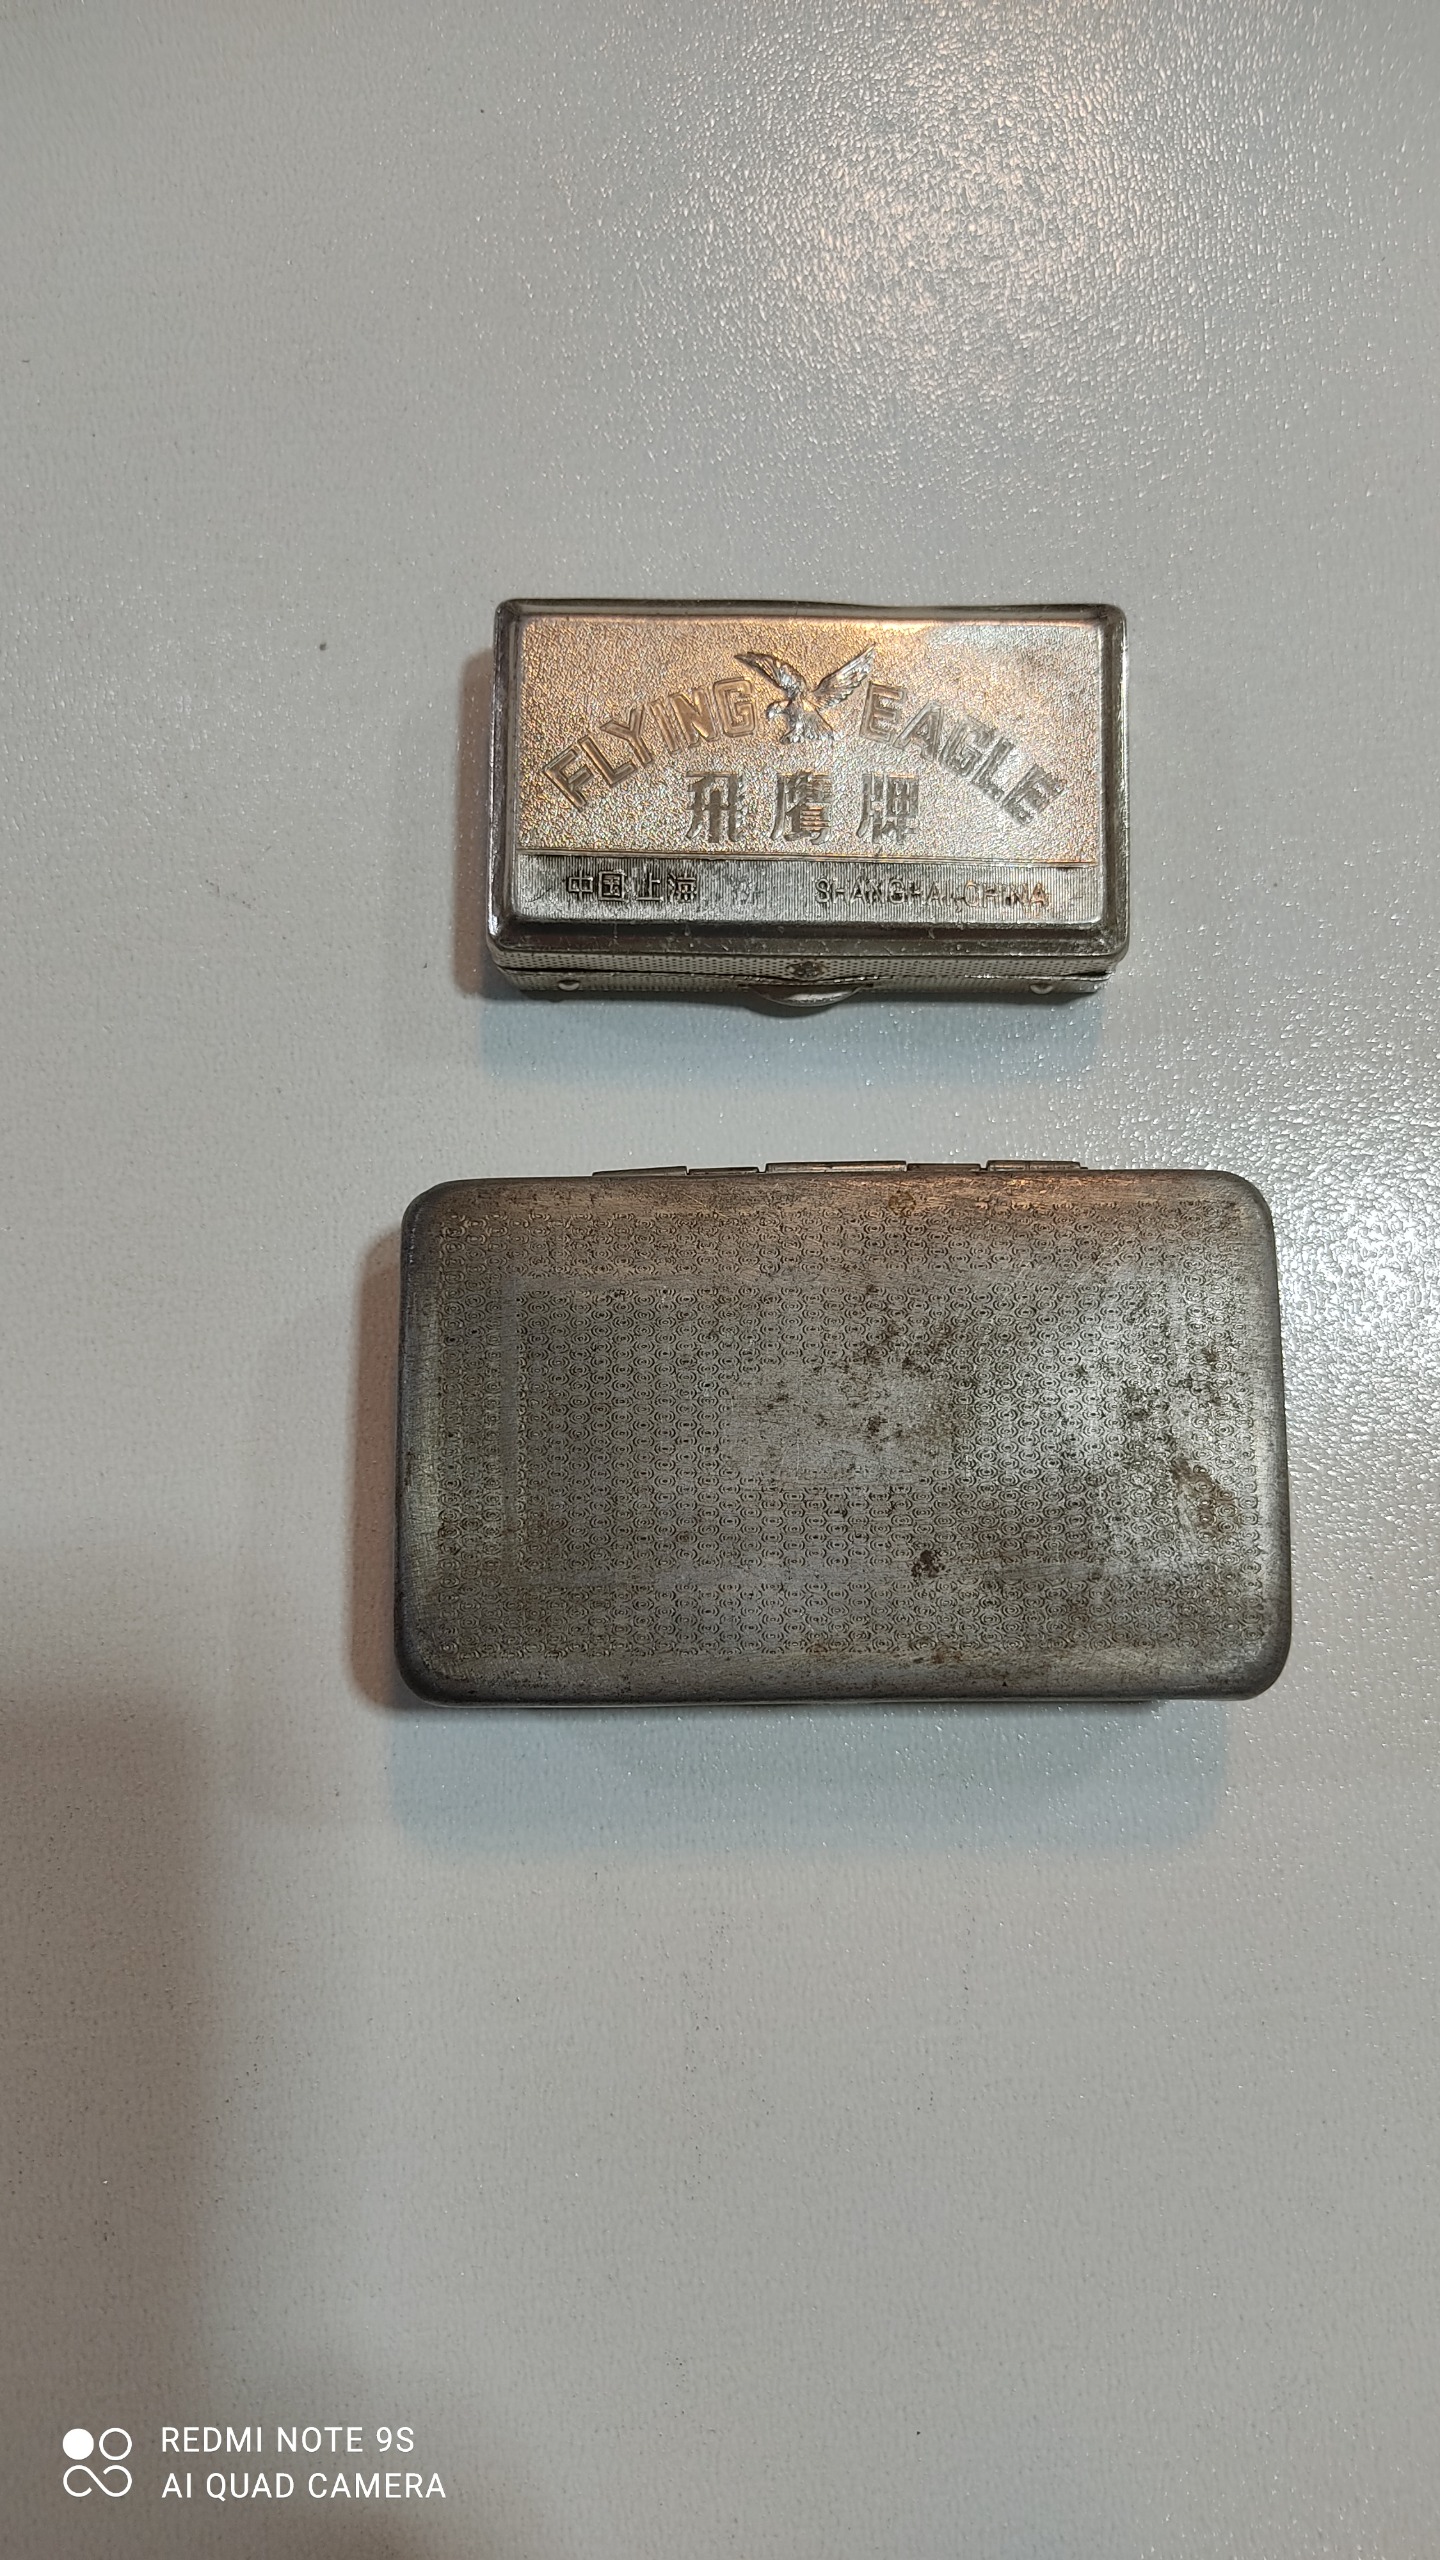 FLYING EAGLE
飛鷹牌
中国上海 SHANGHAI-CHINA
REDMI NOTE 9S
AI QUAD CAMERA